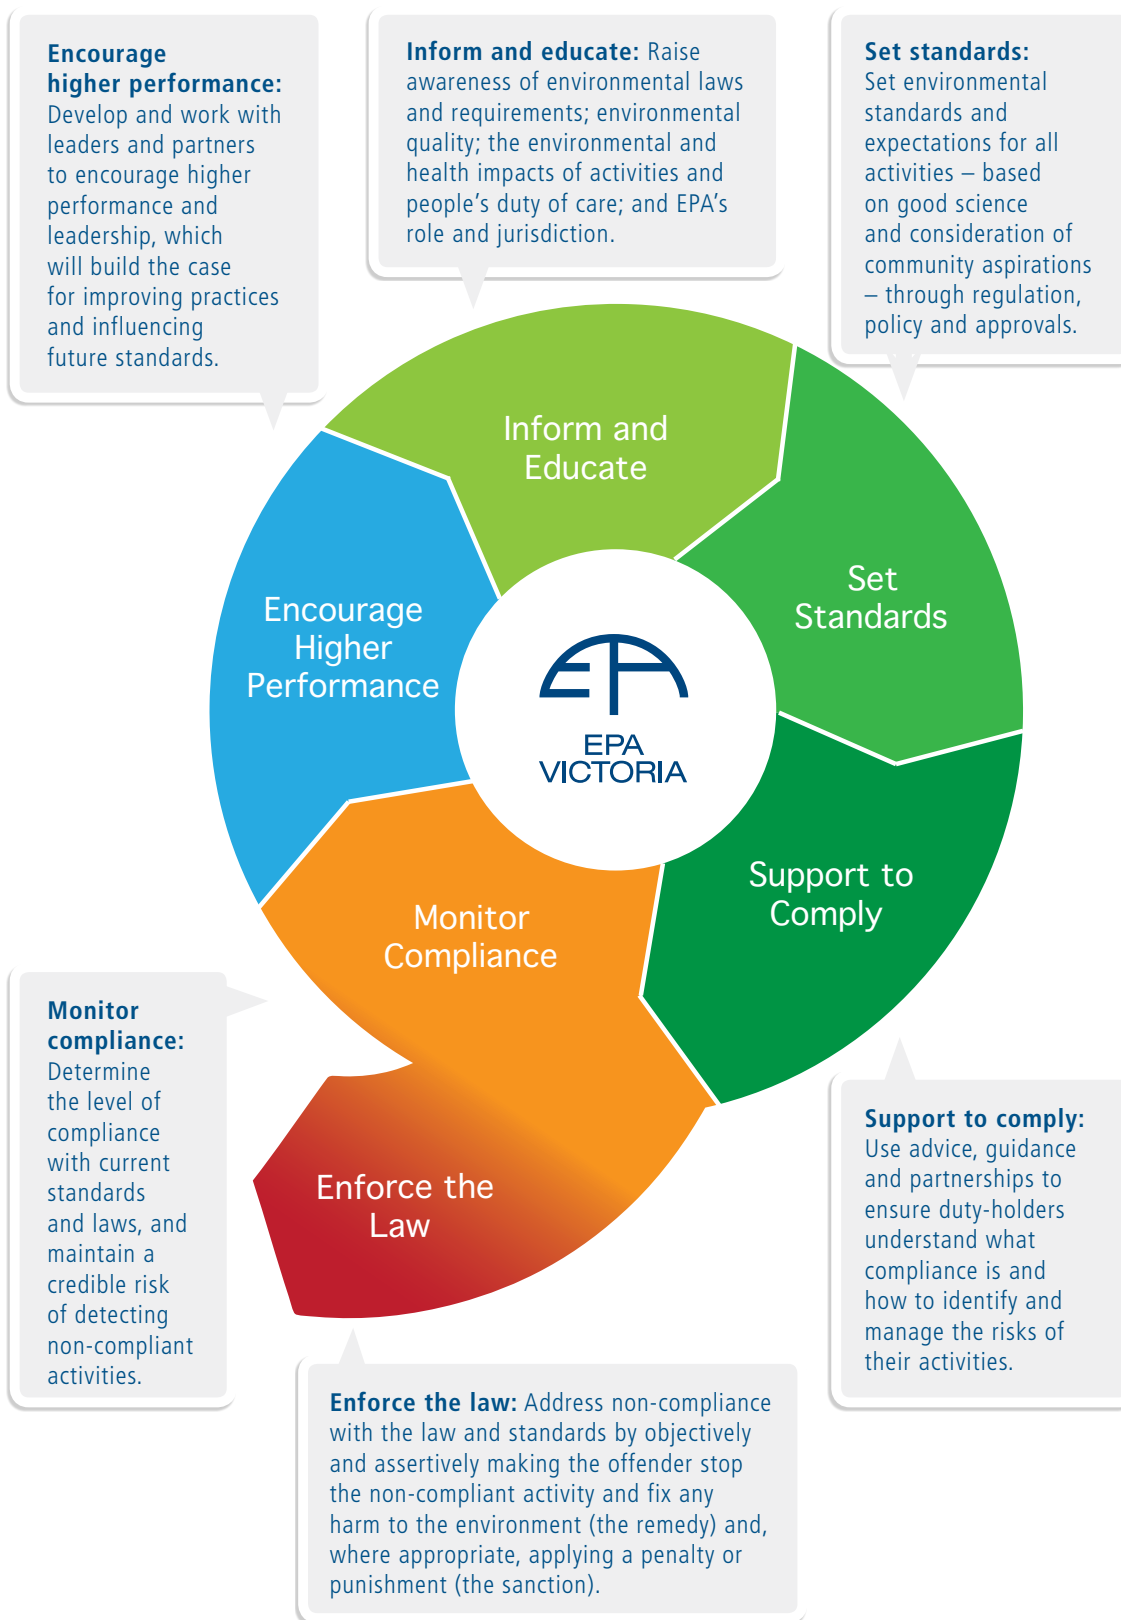 Encourage
higher performance:
Develop and work with
leaders and partners
to encourage higher
performance and
leadership, which
will build the case
for improving practices
and influencing
future standards.
Inform and educate: Raise
awareness of environmental laws
and requirements; environmental
quality; the environmental and
health impacts of activities and
people's duty of care; and EPA's
role and jurisdiction.
Set standards:
Set environmental
standards and
expectations for all
activities – based
on good science
and consideration of
community aspirations
– through regulation,
policy and approvals.
Inform and
Educate
Set
Standards
Encourage
Higher
Performance
EPA
EPA
VICTORIA
Support to
Comply
Monitor
Compliance
Enforce the
Law
Monitor
compliance:
Determine
the level of
compliance
with current
standards
and laws, and
maintain a
credible risk
of detecting
non-compliant
activities.
Support to comply:
Use advice, guidance
and partnerships to
ensure duty-holders
understand what
compliance is and
how to identify and
manage the risks of
their activities.
Enforce the law: Address non-compliance
with the law and standards by objectively
and assertively making the offender stop
the non-compliant activity and fix any
harm to the environment (the remedy) and,
where appropriate, applying a penalty or
punishment (the sanction).